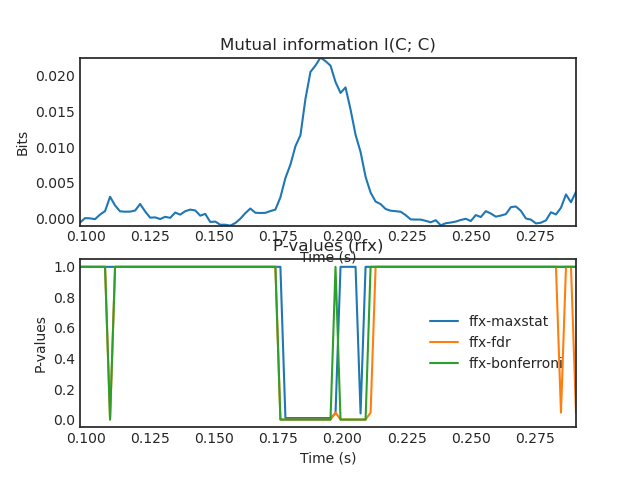 Mutual information I(C; C)
0.020
0.015
0.010
0.005
0.000
Bits
0.100 0.125 0.150 0.175 0.200 0.225 0.250 0.275
Time (s)
P-values (rfx)
1.0
0.8
0.6
0.4
0.2
0.0
P-values
ffx-maxstat
ffx-fdr
ffx-bonferroni
0.100 0.125 0.150 0.175 0.200 0.225 0.250 0.275
Time (s)